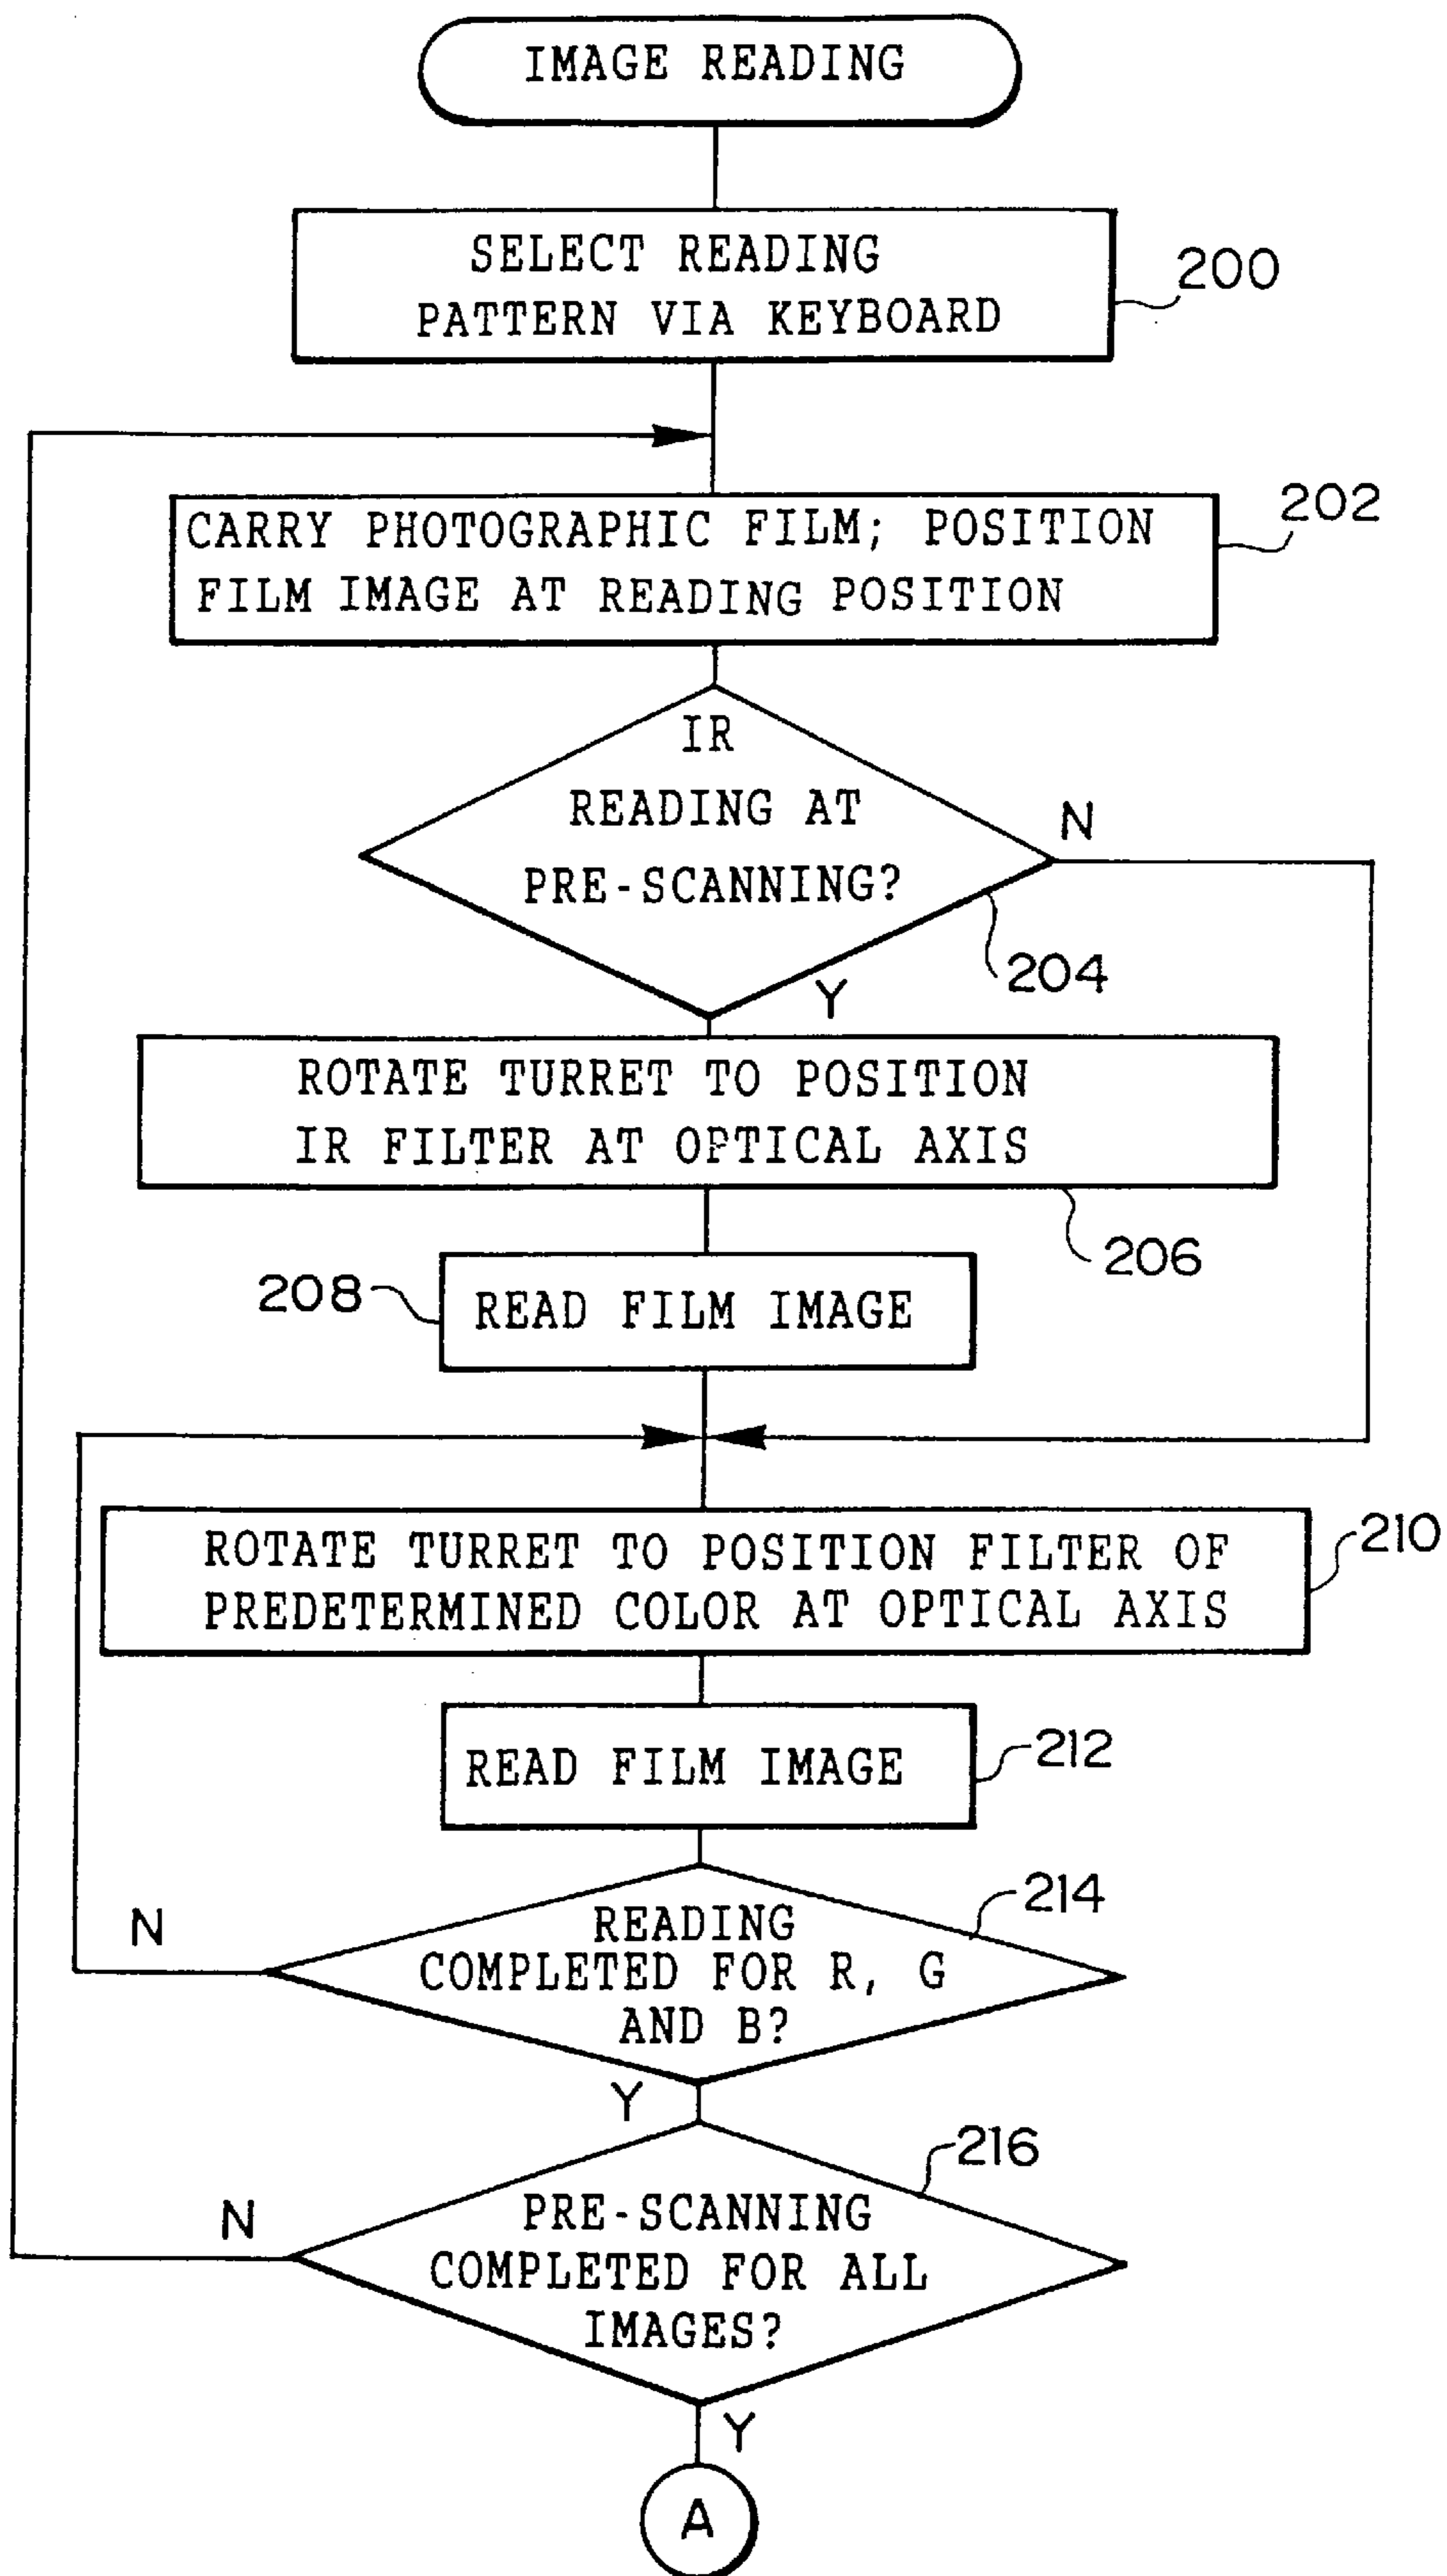 IMAGE READING
SELECT READING
PATTERN VIA KEYBOARD
200
CARRY PHOTOGRAPHIC FILM; POSITION
FILM IMAGE AT READING POSITION
202
IR
READING AT
PRE-SCANNING?
N
204
Y
ROTATE TURRET TO POSITION
IR FILTER AT OPTICAL AXIS
206
208
READ FILM IMAGE
ROTATE TURRET TO POSITION FILTER OF
PREDETERMINED COLOR AT OPTICAL AXIS
210
READ FILM IMAGE
212
READING
COMPLETED FOR R, G
AND B?
214
N
Y
216
PRE-SCANNING
COMPLETED FOR ALL
IMAGES?
N
Y
A